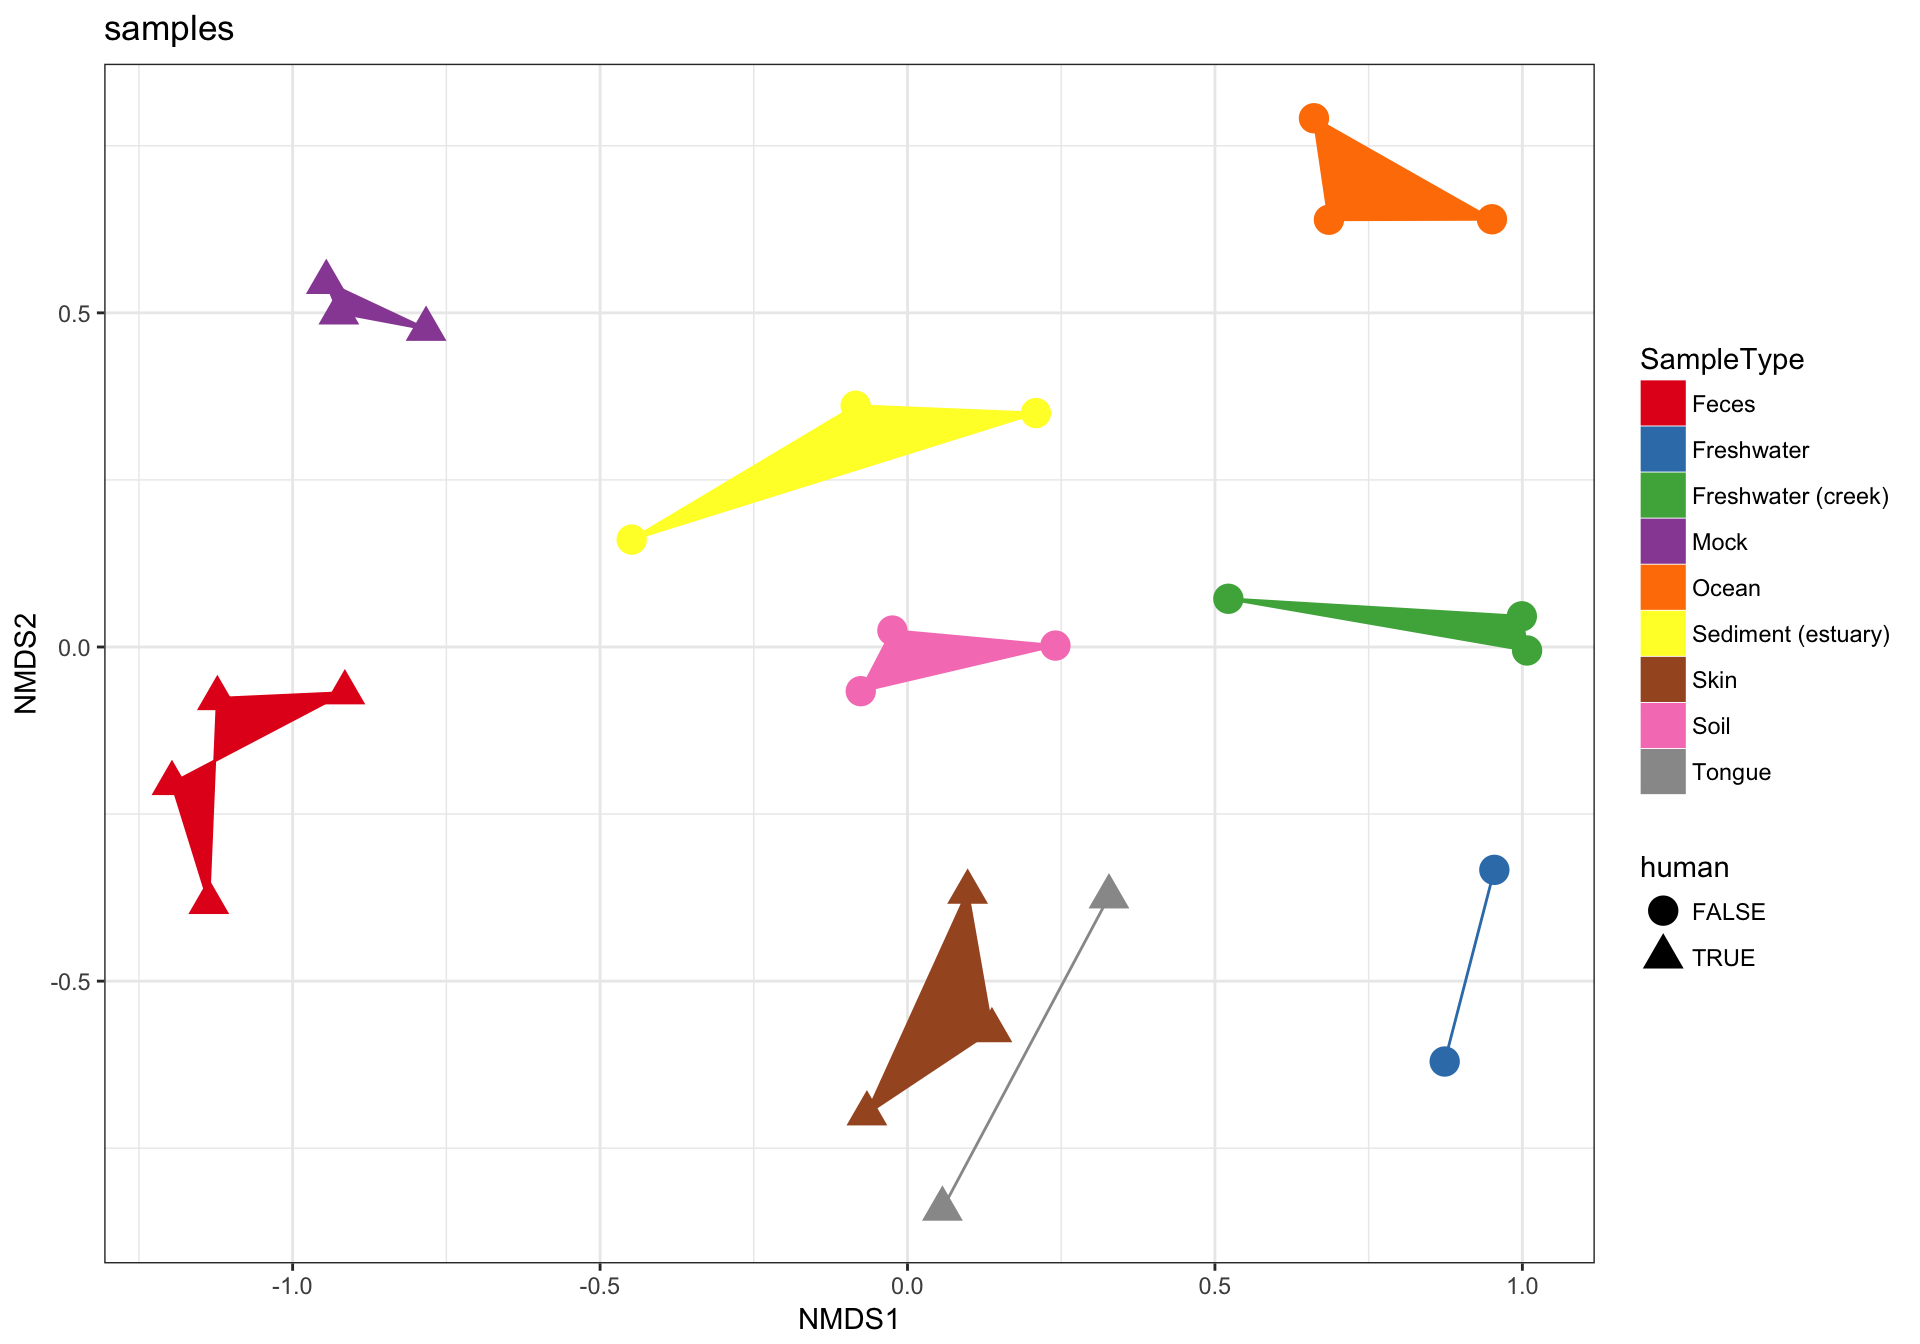 samples
NMDS2
0.5
0.0
-0.5
-1.0 -0.5 0.0 0.5 1.0
NMDS1
SampleType
Feces
Freshwater
Freshwater (creek)
Mock
Ocean
Sediment (estuary)
Skin
Soil
Tongue
human
FALSE
TRUE